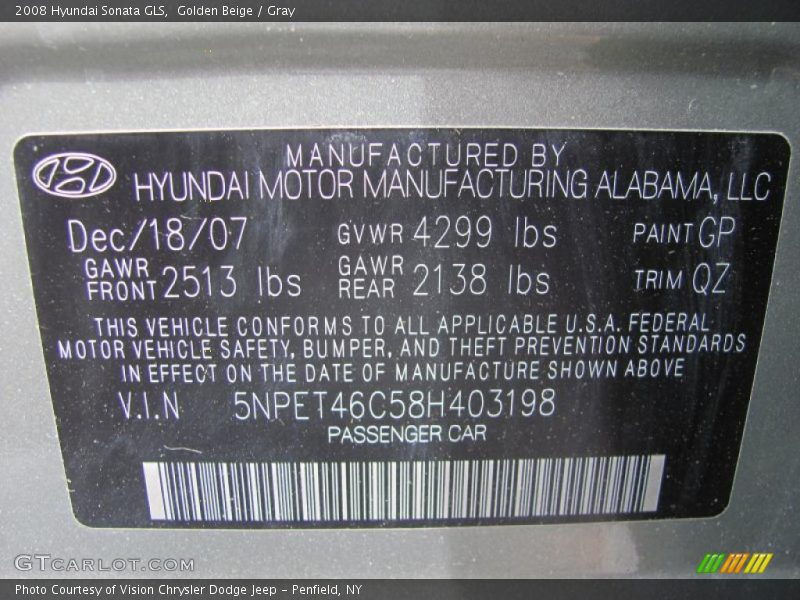 2008 Hyundai Sonata GLS, Golden Beige / Gray
MANUFACTURED BY
HYUNDAI MOTOR MANUFACTURING ALABAMA, LLC
Dec/18/07 GVWR 4299 lbs PAINT GP
GAWR FRONT 2513 lbs GAWR REAR 2138 lbs TRIM QZ
THIS VEHICLE CONFORMS TO ALL APPLICABLE U.S.A. FEDERAL
MOTOR VEHICLE SAFETY, BUMPER, AND THEFT PREVENTION STANDARDS
IN EFFECT ON THE DATE OF MANUFACTURE SHOWN ABOVE
V.I.N 5NPET46C58H403198
PASSENGER CAR
GTCARLOT.COM
Photo Courtesy of Vision Chrysler Dodge Jeep - Penfield, NY